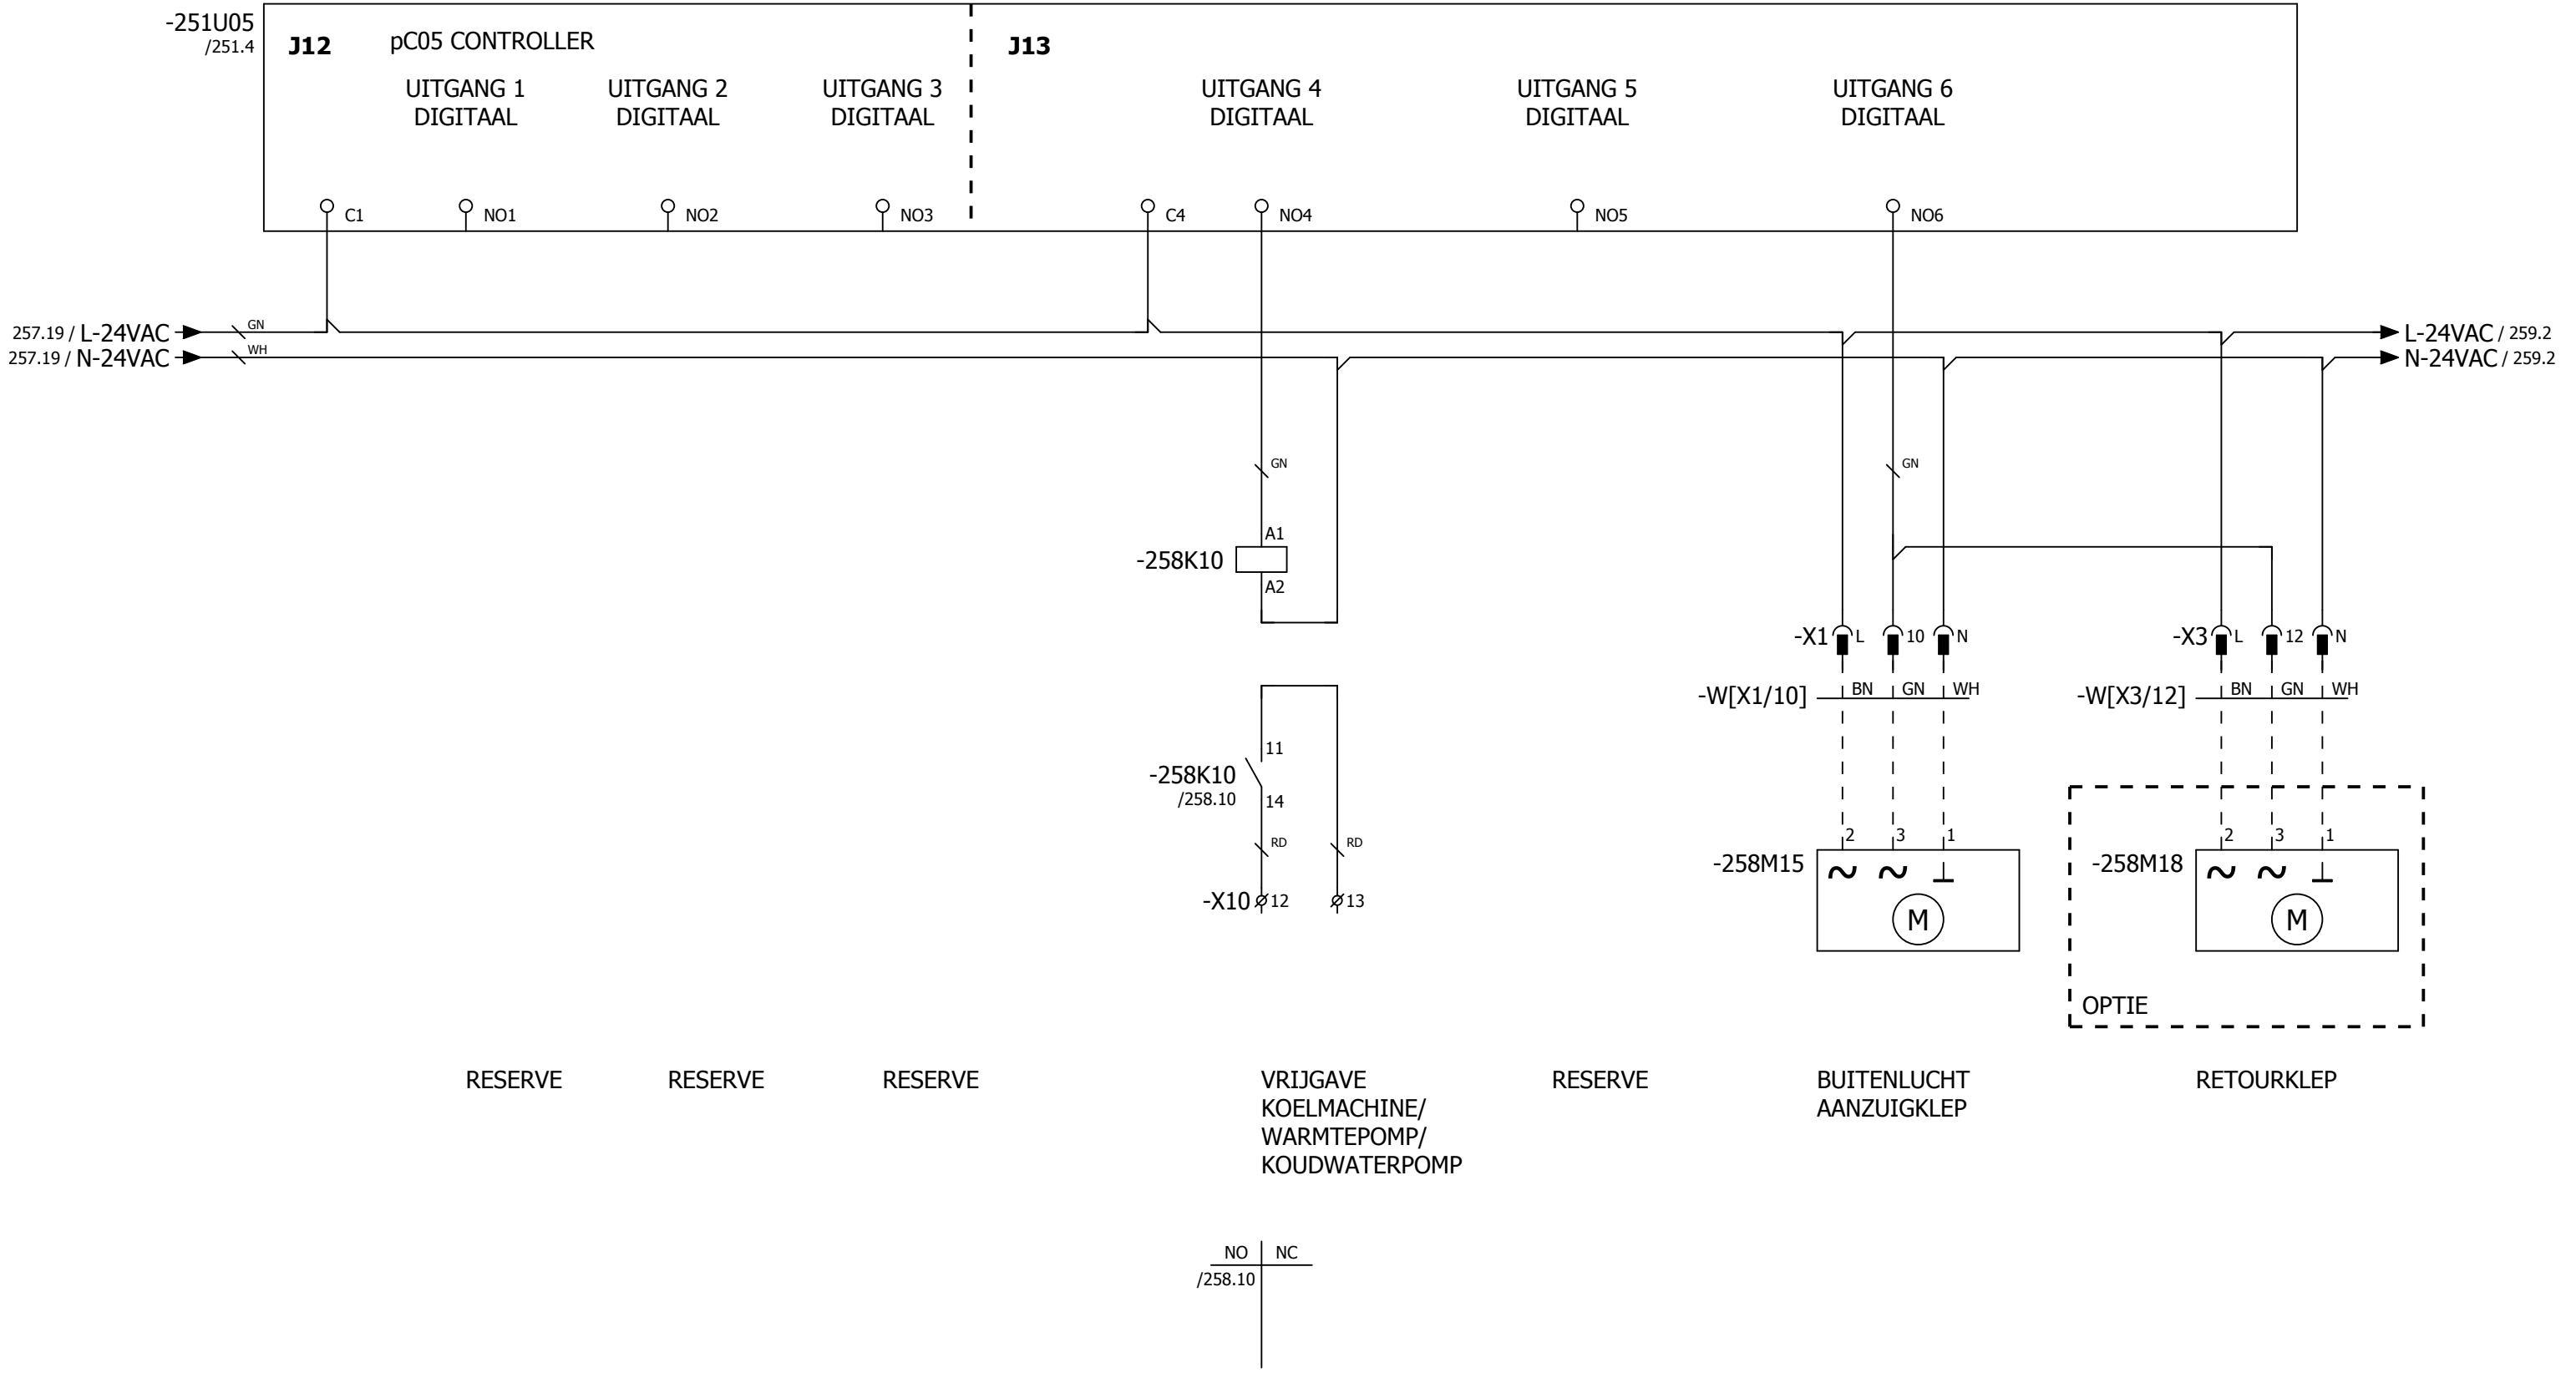 -251U05
/251.4
J12
pC05 CONTROLLER
J13
UITGANG 1
DIGITAAL
UITGANG 2
DIGITAAL
UITGANG 3
DIGITAAL
UITGANG 4
DIGITAAL
UITGANG 5
DIGITAAL
UITGANG 6
DIGITAAL
C1
NO1
NO2
NO3
C4
NO4
NO5
NO6
257.19 / L-24VAC
GN
L-24VAC / 259.2
257.19 / N-24VAC
WH
N-24VAC / 259.2
GN
GN
A1
-258K10
A2
-X1 L 10 N
-X3 L 12 N
-W[X1/10] BN GN WH
-W[X3/12] BN GN WH
11
-258K10
/258.10
14
RD
RD
-X10 12 13
2 3 1
-258M15
M
2 3 1
-258M18
M
OPTIE
RESERVE
RESERVE
RESERVE
VRIJGAVE
KOELMACHINE/
WARMTEPOMP/
KOUDWATERPOMP
RESERVE
BUITENLUCHT
AANZUIGKLEP
RETOURKLEP
NO NC
/258.10